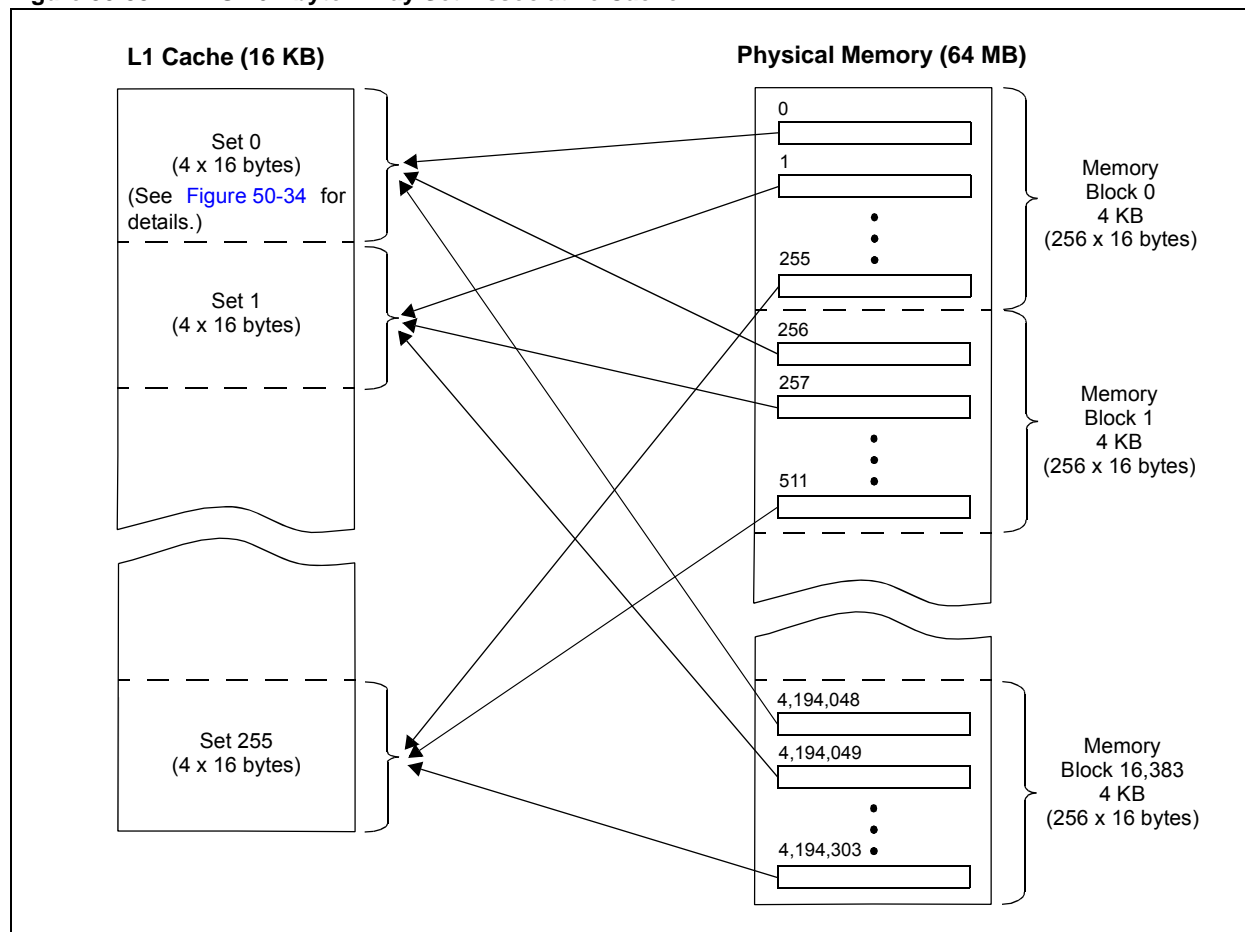 L1 Cache (16 KB)
Physical Memory (64 MB)
Set 0
(4 x 16 bytes)
(See Figure 50-34 for
details.)
Set 1
(4 x 16 bytes)
Set 255
(4 x 16 bytes)
0
1
255
256
257
511
4,194,048
4,194,049
4,194,303
Memory
Block 0
4 KB
(256 x 16 bytes)
Memory
Block 1
4 KB
(256 x 16 bytes)
Memory
Block 16,383
4 KB
(256 x 16 bytes)